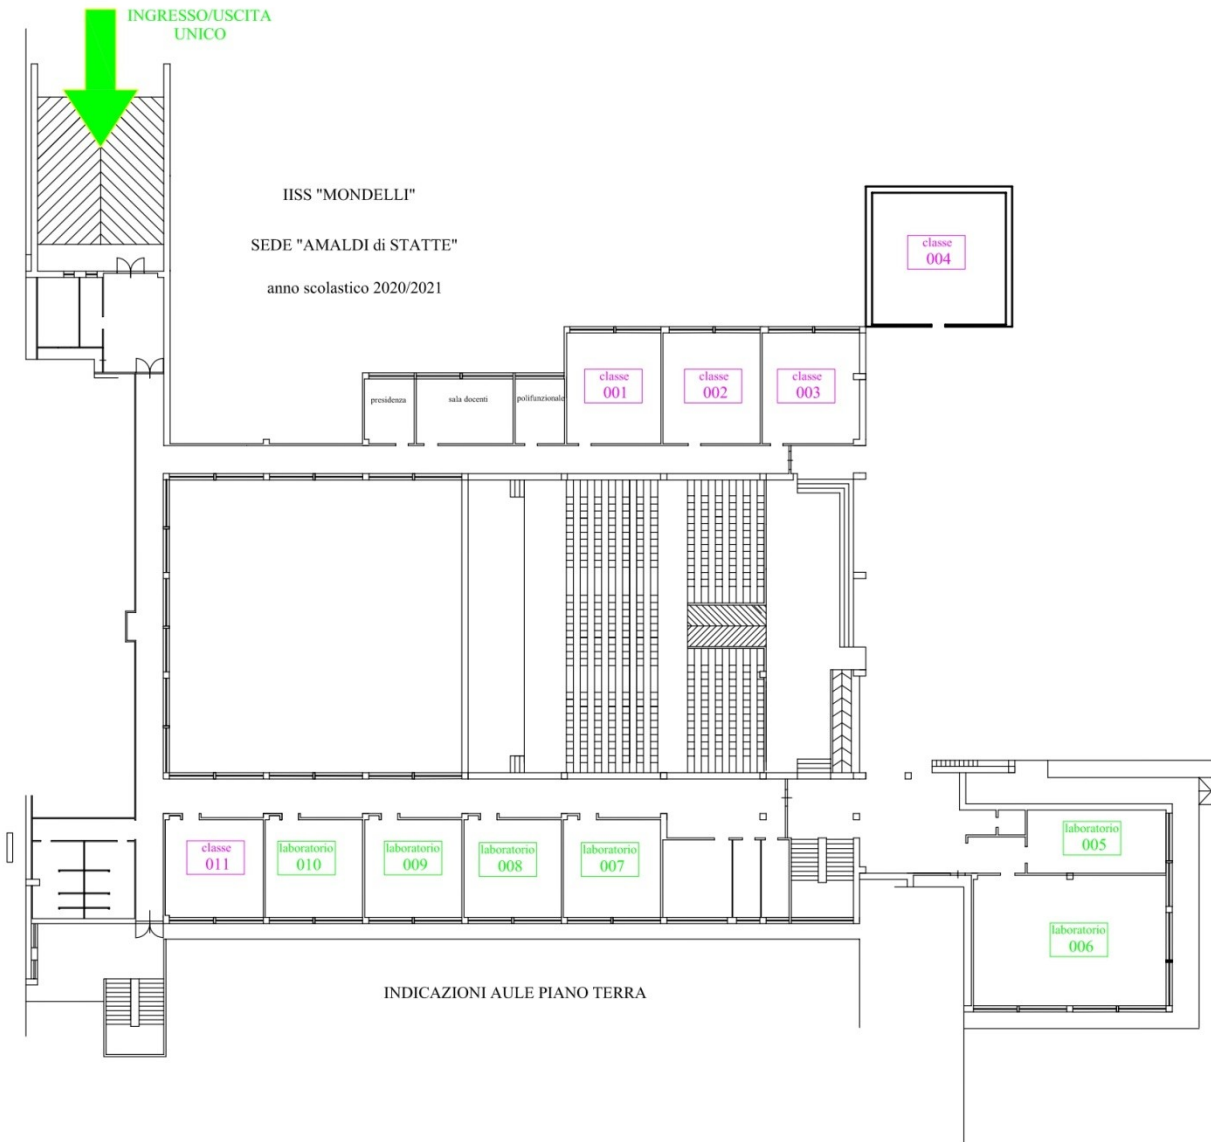 INGRESSO/USCITA
UNICO
IISS "MONDELLI"
SEDE "AMALDI di STATTE"
anno scolastico 2020/2021
classe
004
classe
001
classe
002
classe
003
presidenza
sala docenti
polifunzionale
classe
011
laboratorio
010
laboratorio
009
laboratorio
008
laboratorio
007
laboratorio
005
laboratorio
006
INDICAZIONI AULE PIANO TERRA